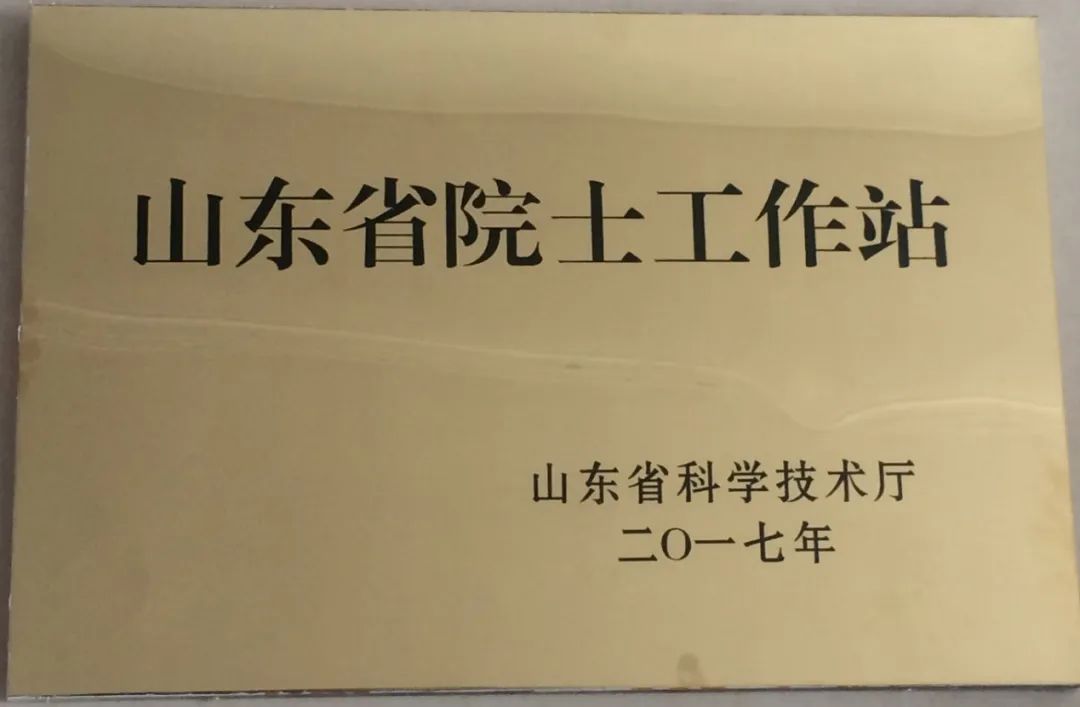 山东省院士工作站
山东省科学技术厅
二〇一七年